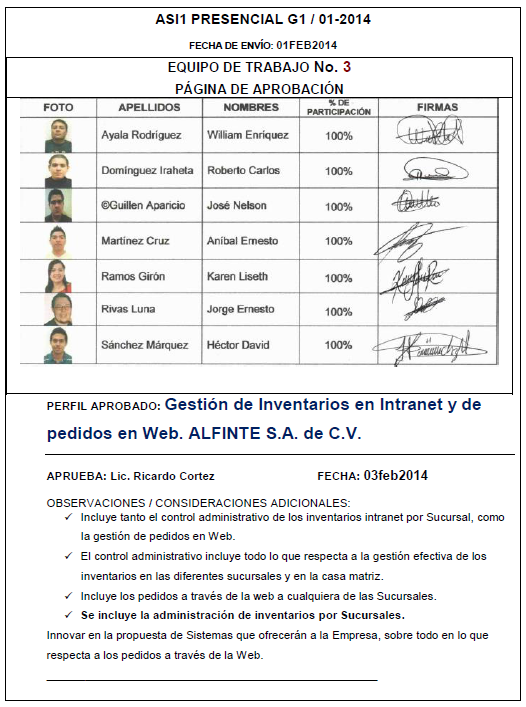 ASI1 PRESENCIAL G1 / 01-2014
FECHA DE ENVÍO: 01FEB2014
EQUIPO DE TRABAJO No. 3
PÁGINA DE APROBACIÓN
FOTO APELLIDOS NOMBRES % DE PARTICIPACIÓN FIRMAS
Ayala Rodríguez William Enriquez 100%
Domínguez Iraheta Roberto Carlos 100%
©Guillen Aparicio José Nelson 100%
Martínez Cruz Aníbal Ernesto 100%
Ramos Girón Karen Liseth 100%
Rivas Luna Jorge Ernesto 100%
Sánchez Márquez Héctor David 100%
PERFIL APROBADO: Gestión de Inventarios en Intranet y de
pedidos en Web. ALFINTE S.A. de C.V.
APRUEBA: Lic. Ricardo Cortez FECHA: 03feb2014
OBSERVACIONES / CONSIDERACIONES ADICIONALES:
✓ Incluye tanto el control administrativo de los inventarios intranet por Sucursal, como
la gestión de pedidos en Web.
✓ El control administrativo incluye todo lo que respecta a la gestión efectiva de los
inventarios en las diferentes sucursales y en la casa matriz.
✓ Incluye los pedidos a través de la web a cualquiera de las Sucursales.
✓ Se incluye la administración de inventarios por Sucursales.
Innovar en la propuesta de Sistemas que ofrecerán a la Empresa, sobre todo en lo que
respecta a los pedidos a través de la Web.